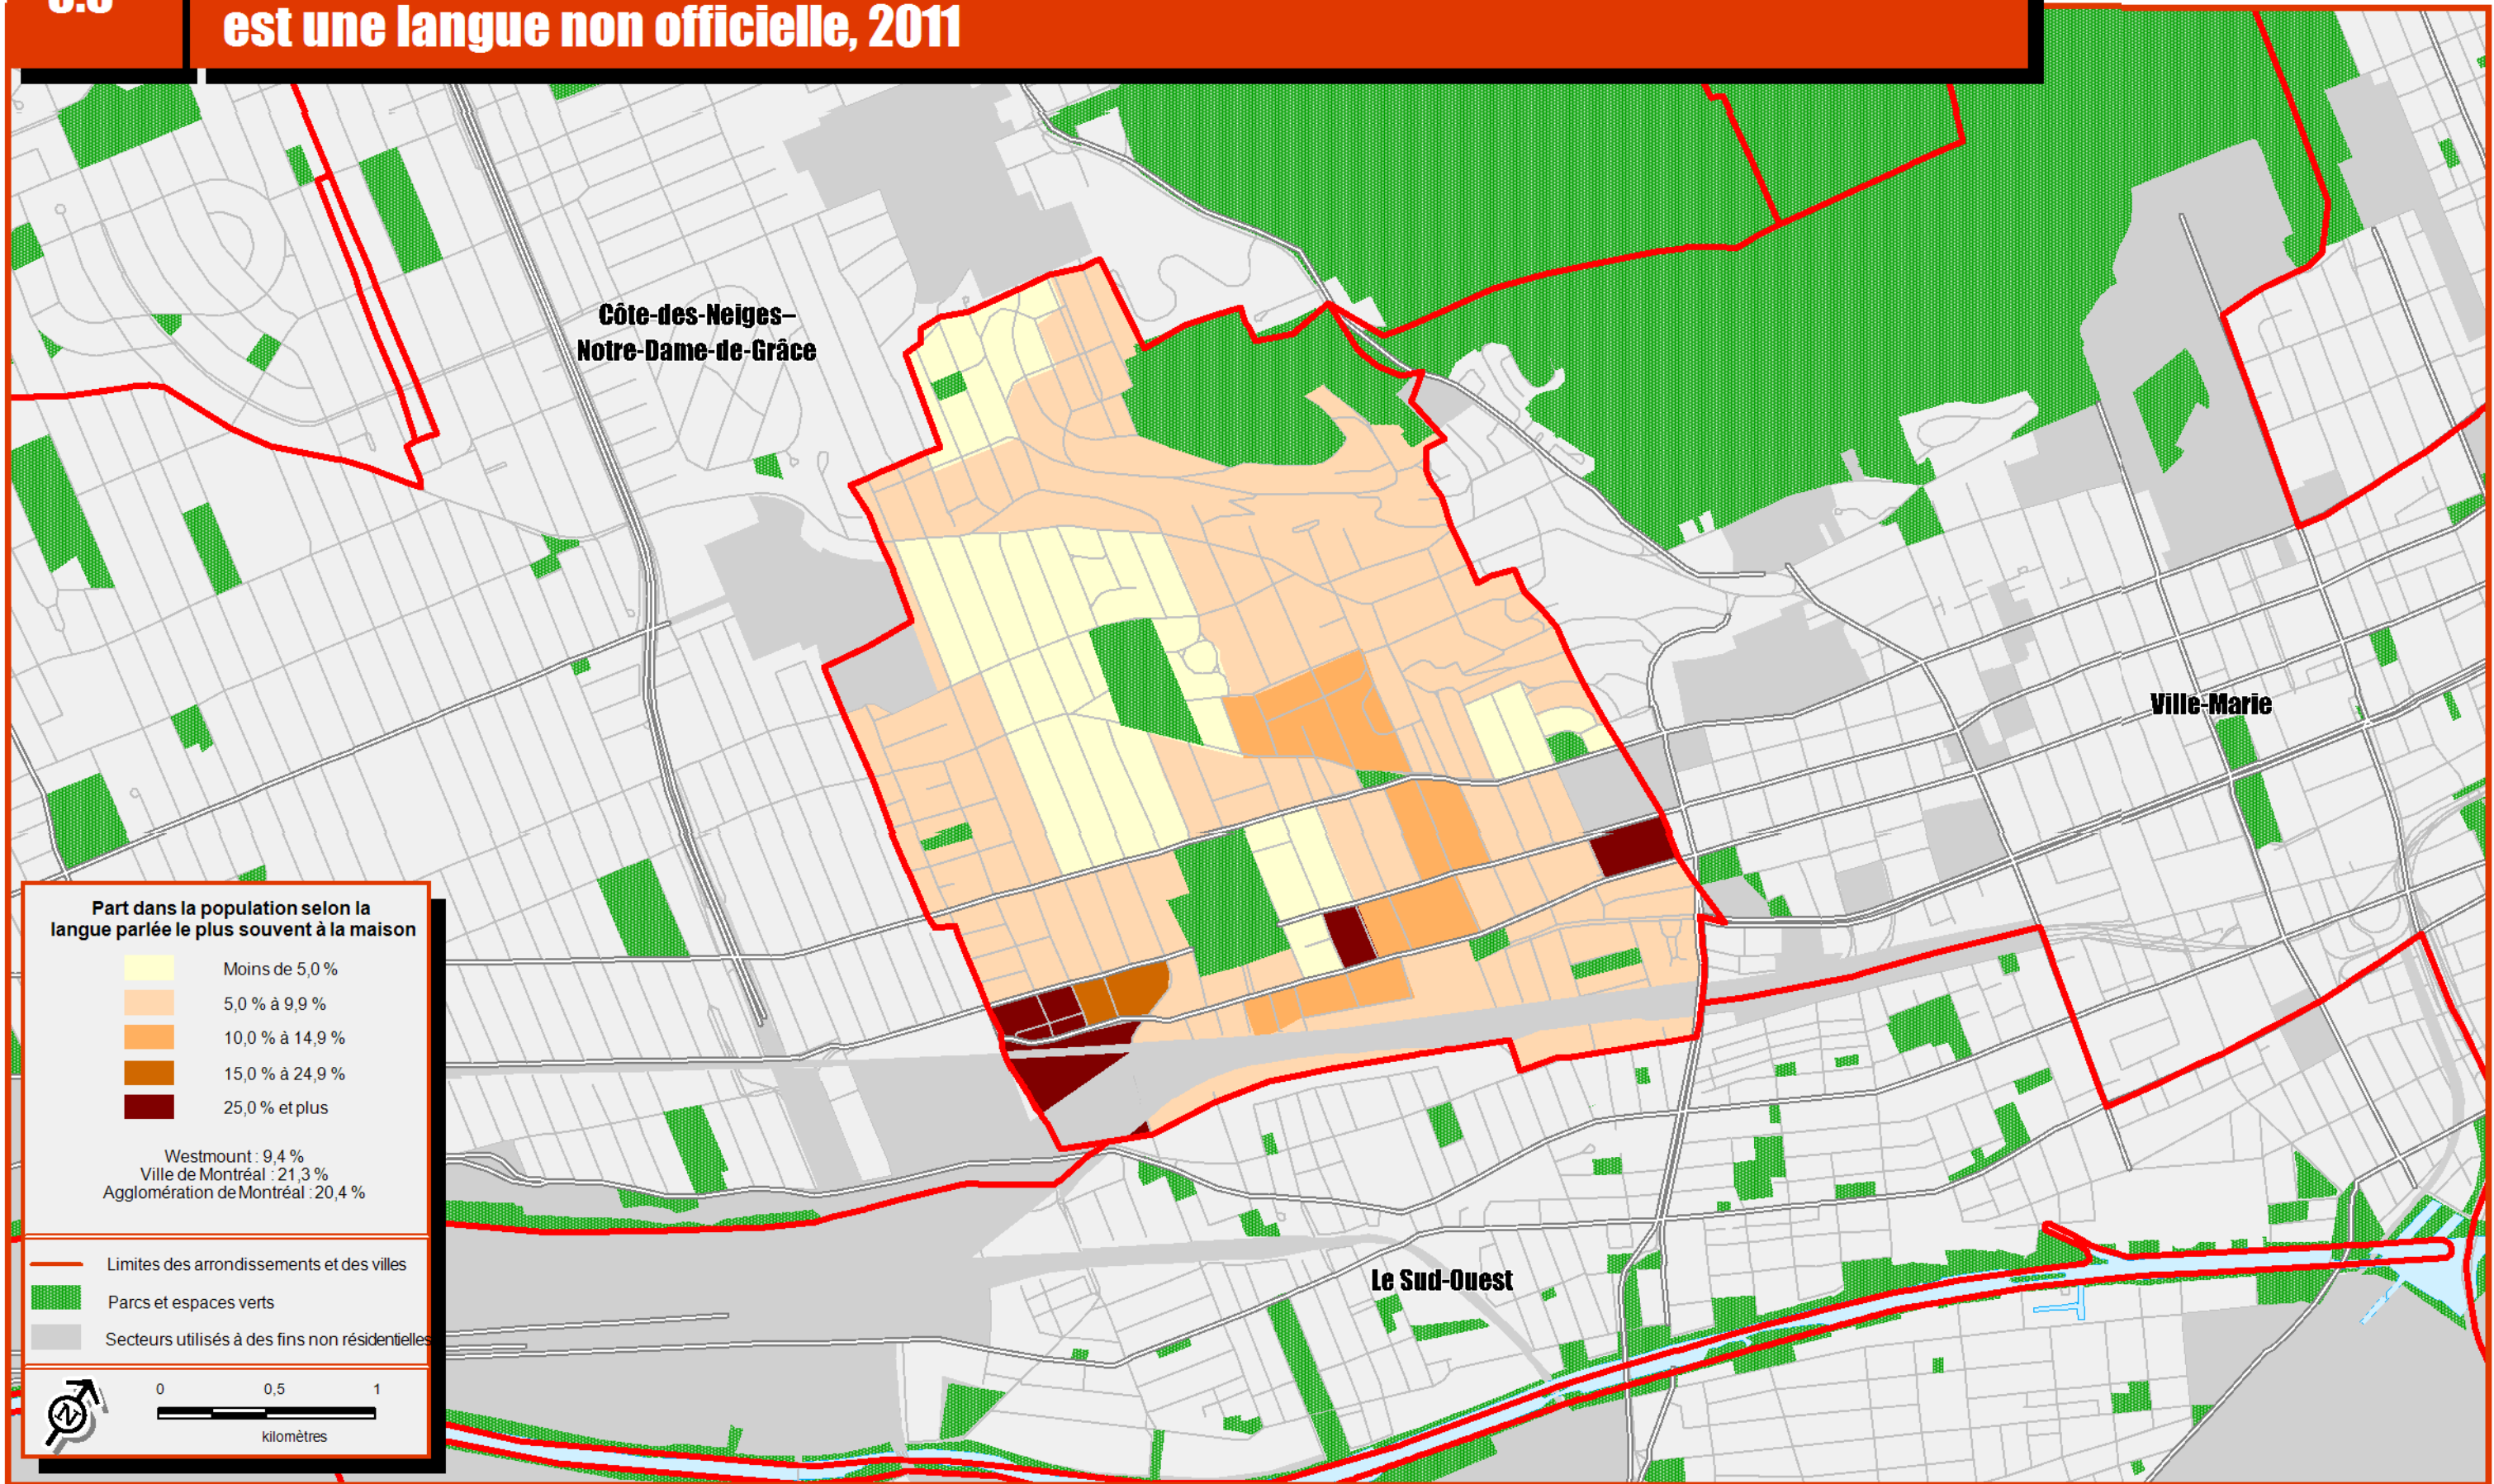 est une langue non officielle, 2011
Côte-des-Neiges–
Notre-Dame-de-Grâce
Ville-Marie
Le Sud-Ouest
Part dans la population selon la
langue parlée le plus souvent à la maison
Moins de 5,0 %
5,0 % à 9,9 %
10,0 % à 14,9 %
15,0 % à 24,9 %
25,0 % et plus
Westmount : 9,4 %
Ville de Montréal : 21,3 %
Agglomération de Montréal : 20,4 %
Limites des arrondissements et des villes
Parcs et espaces verts
Secteurs utilisés à des fins non résidentielles
N
0 0,5 1
kilomètres